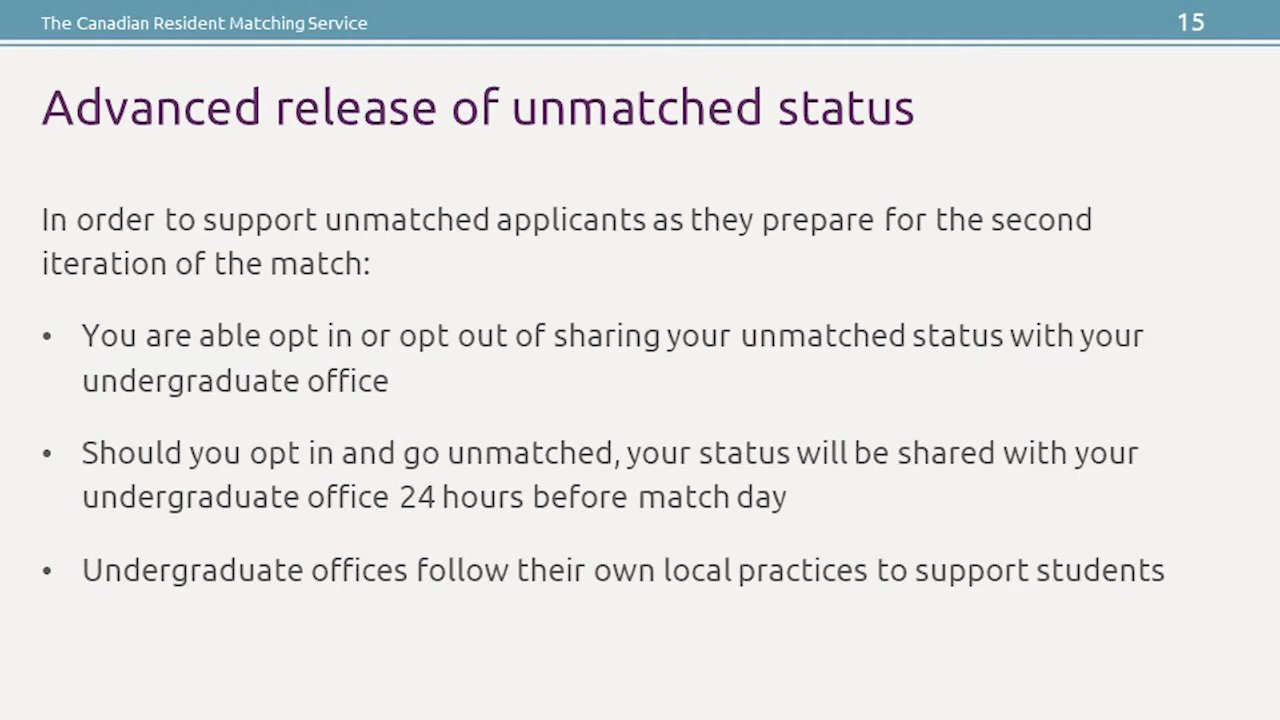 The Canadian Resident Matching Service
15
Advanced release of unmatched status
In order to support unmatched applicants as they prepare for the second
iteration of the match:
• You are able opt in or opt out of sharing your unmatched status with your
undergraduate office
• Should you opt in and go unmatched, your status will be shared with your
undergraduate office 24 hours before match day
• Undergraduate offices follow their own local practices to support students